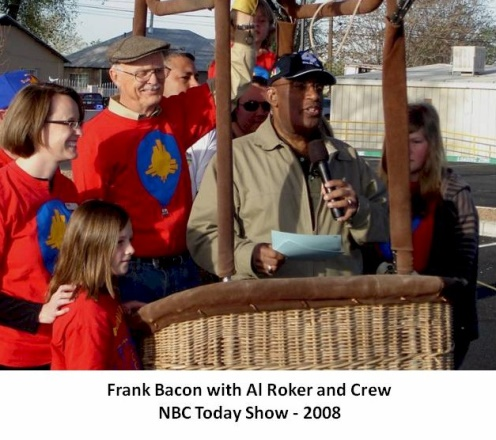 Frank Bacon with Al Roker and Crew
NBC Today Show - 2008